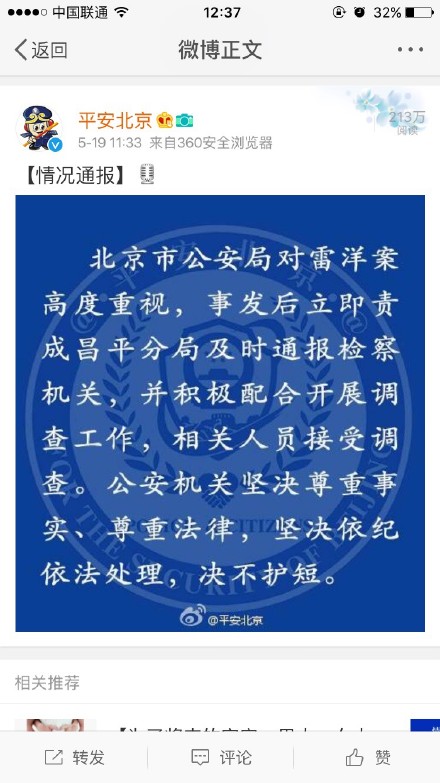 中国联通
12:37
32%
返回
微博正文
平安北京
213万
阅读
5-19 11:33 来自360安全浏览器
【情况通报】
北京市公安局对雷洋案
高度重视，事发后立即责
成昌平分局及时通报检察
机关，并积极配合开展调
查工作，相关人员接受调
查。公安机关坚决尊重事
实、尊重法律，坚决依纪
依法处理，决不护短。
@平安北京
相关推荐
转发
评论
赞